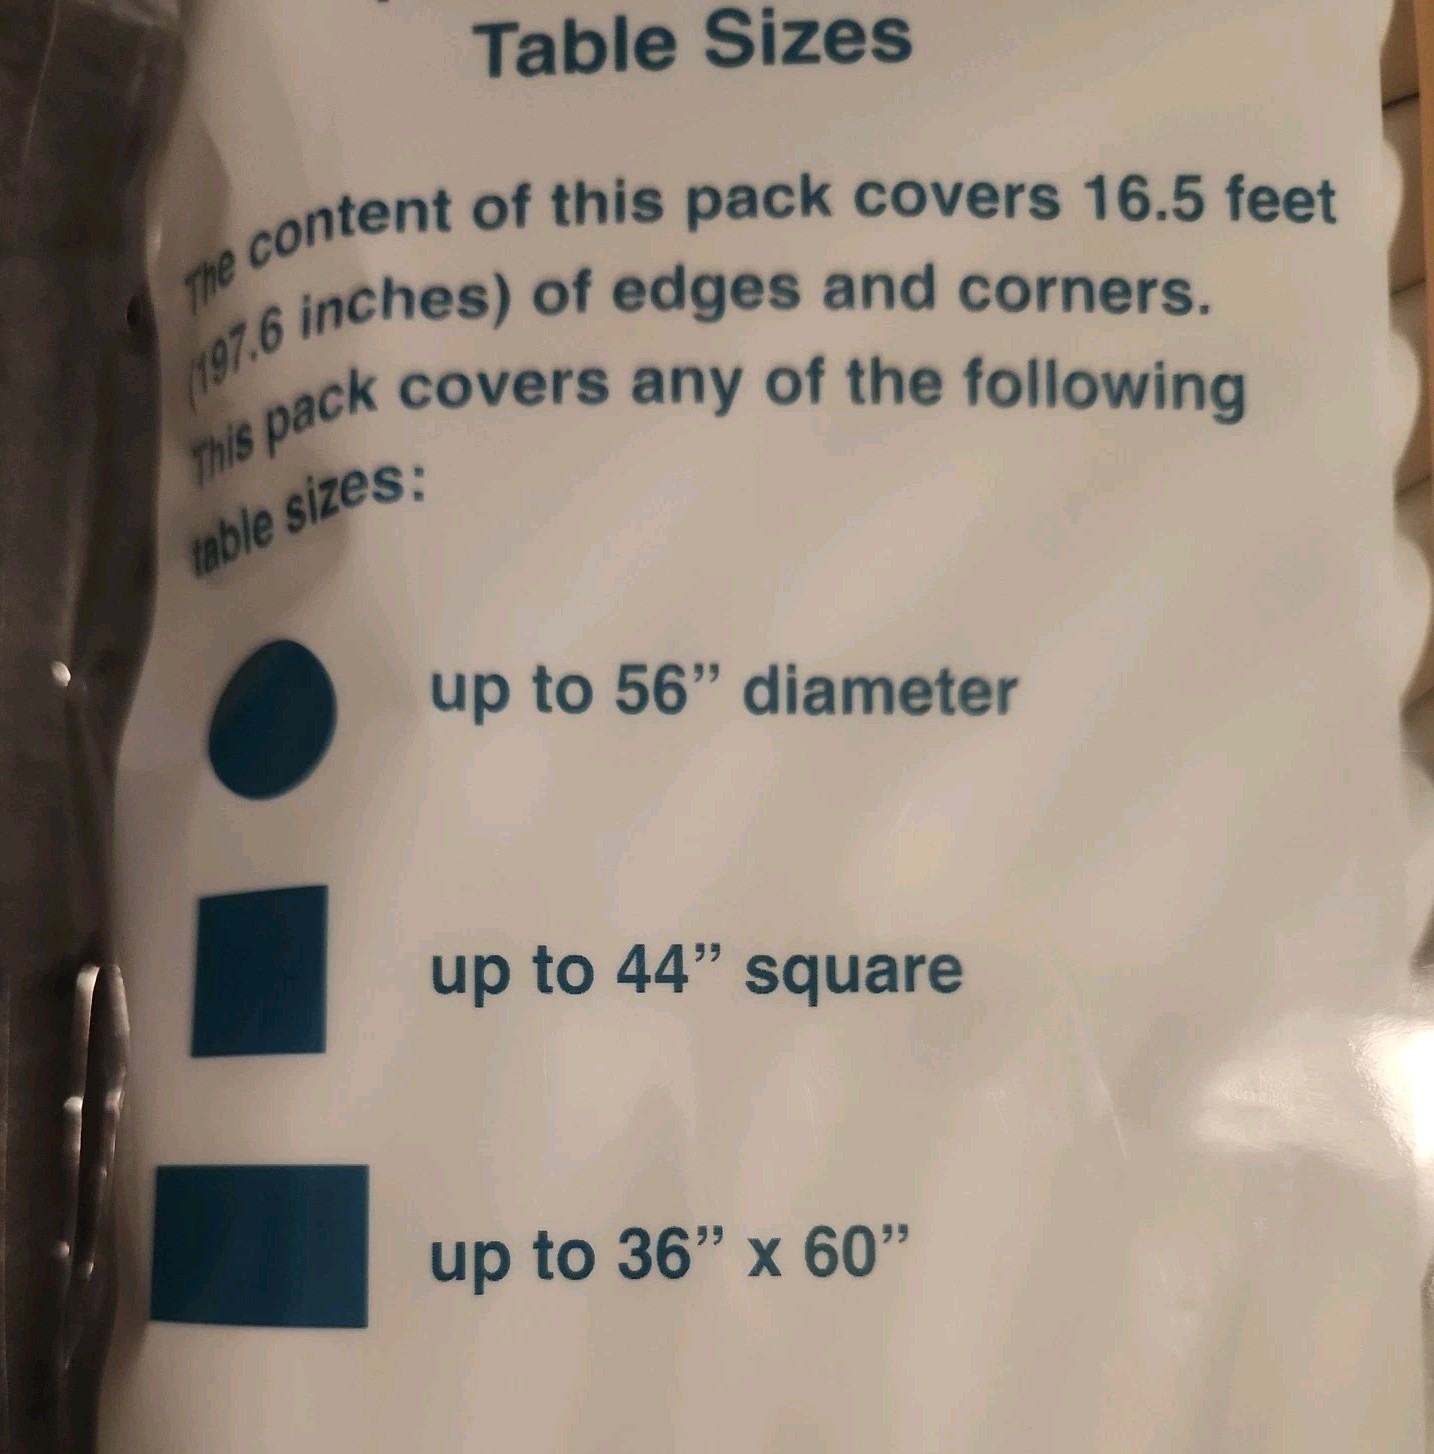 Table Sizes
The content of this pack covers 16.5 feet
(197.6 inches) of edges and corners.
This pack covers any of the following
table sizes:
up to 56” diameter
up to 44” square
up to 36” x 60”